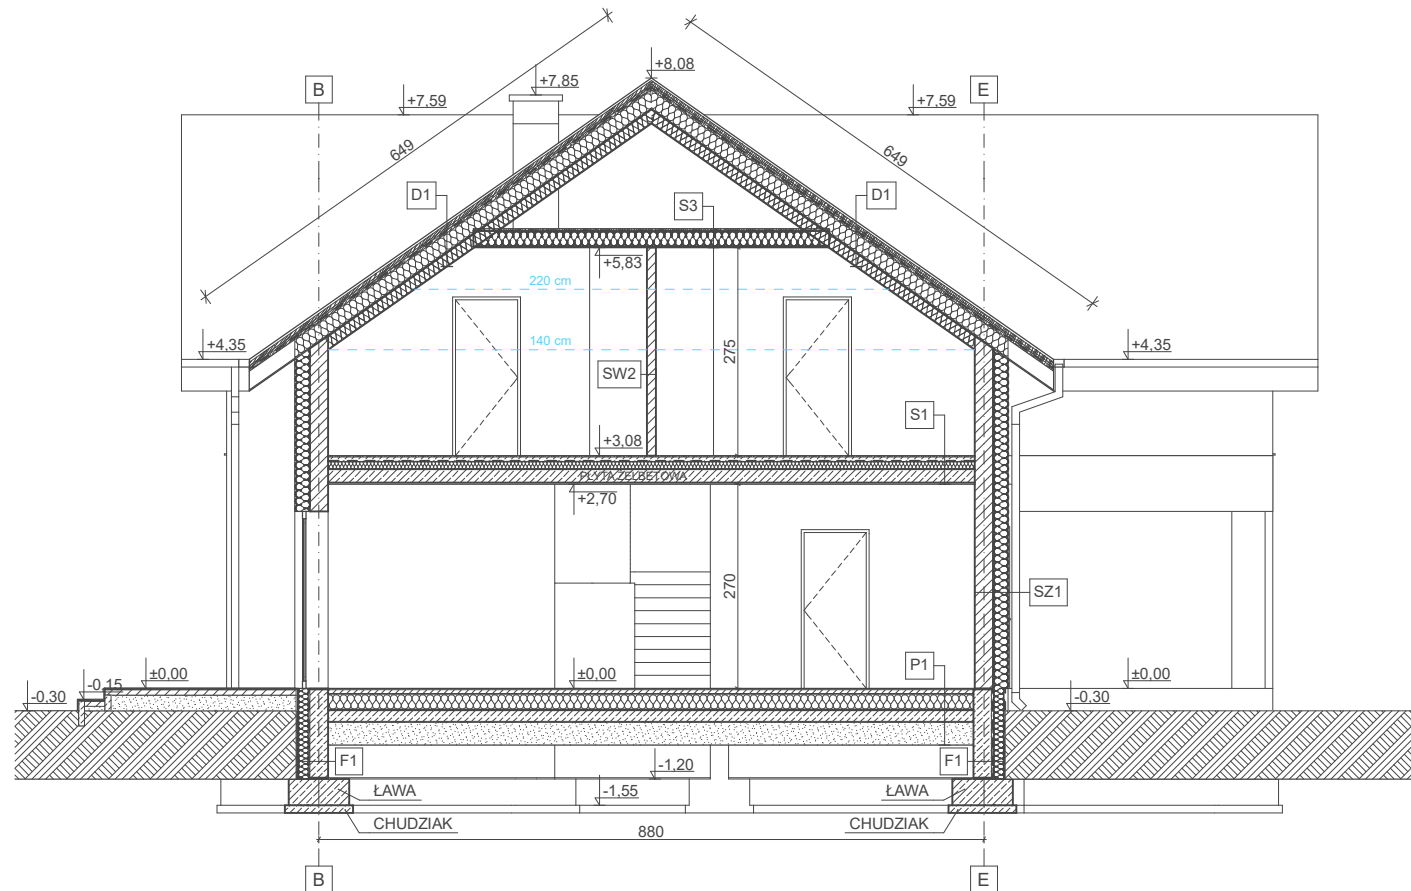 +8,08
B
+7,85
E
+7,59
+7,59
649
649
D1
S3
D1
+5,83
220 cm
140 cm
+4,35
+4,35
275
SW2
S1
+3,08
PŁYTA ŻELBETOWA
+2,70
270
SZ1
P1
±0,00
±0,00
±0,00
-0,15
-0,30
-0,30
F1
F1
-1,20
ŁAWA
-1,55
ŁAWA
CHUDZIAK
CHUDZIAK
880
B
E